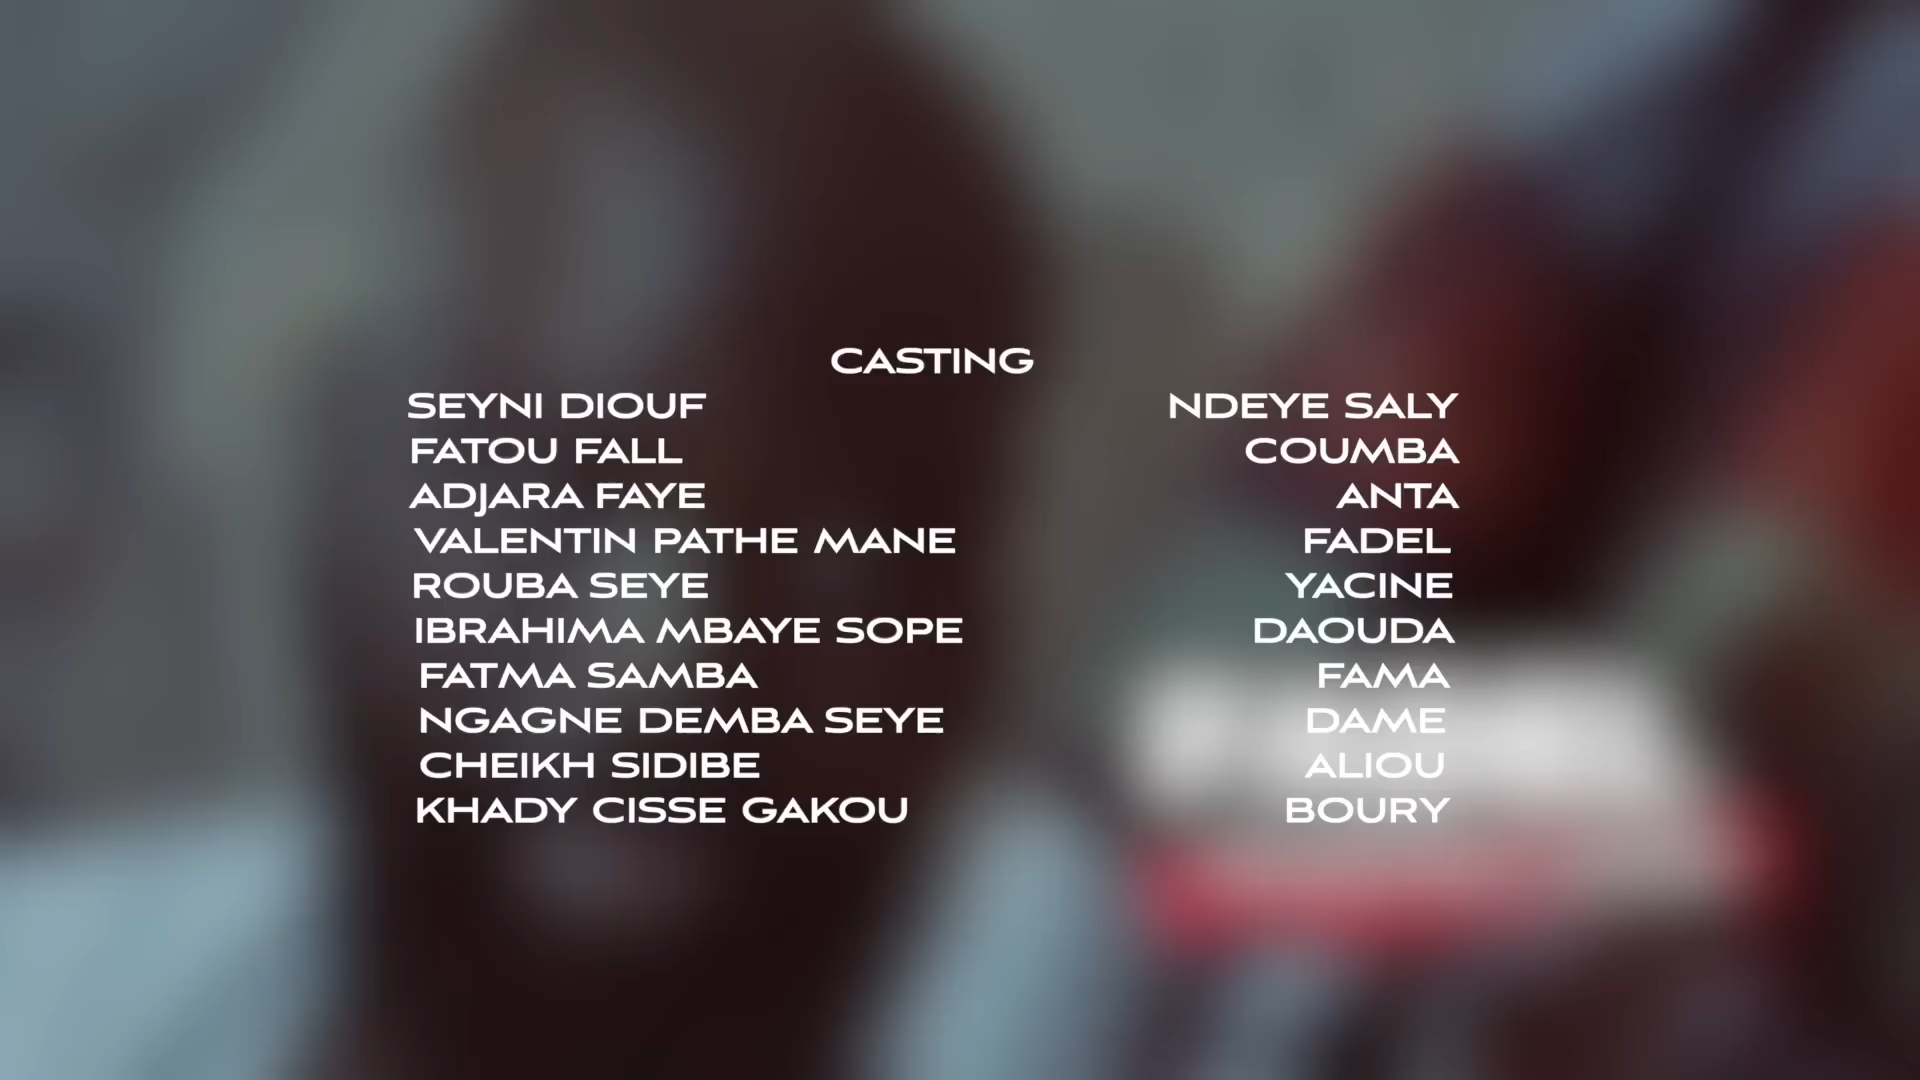 CASTING
SEYNI DIOUF NDEYE SALY
FATOU FALL COUMBA
ADJARA FAYE ANTA
VALENTIN PATHE MANE FADEL
ROUBA SEYE YACINE
IBRAHIMA MBAYE SOPE DAOUDA
FATMA SAMBA FAMA
NGAGNE DEMBA SEYE DAME
CHEIKH SIDIBE ALIOU
KHADY CISSE GAKOU BOURY